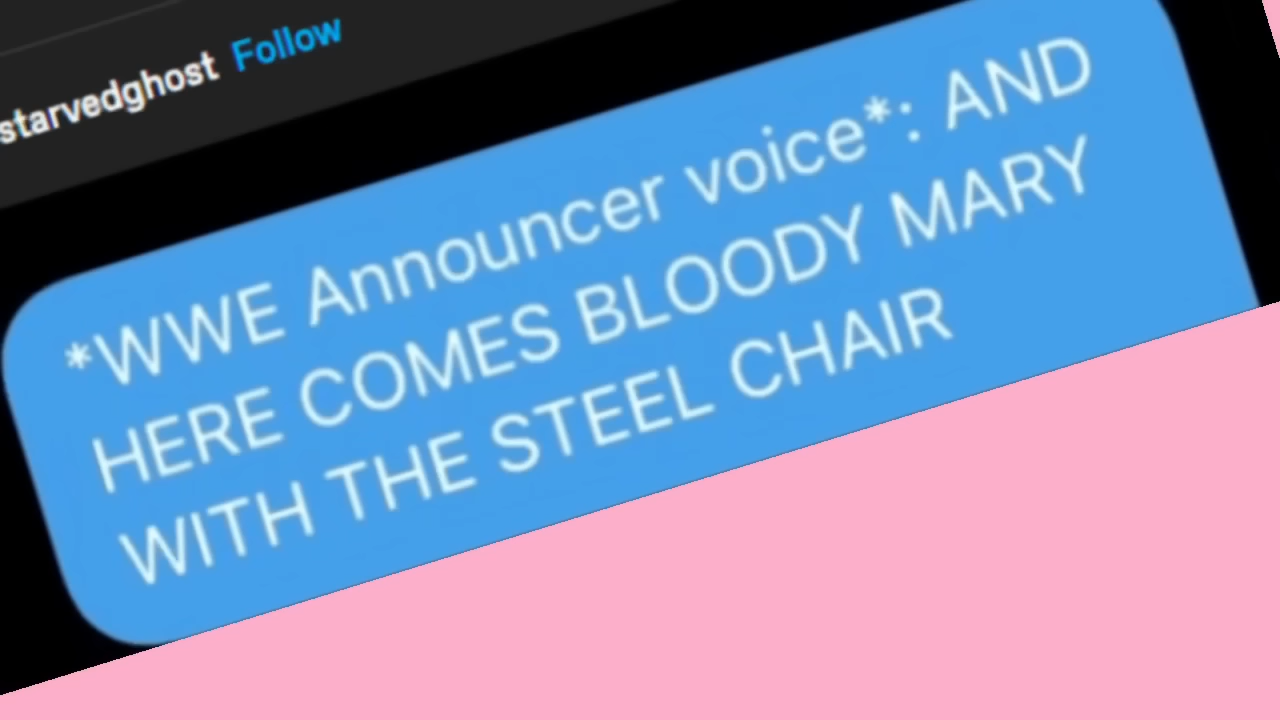 starvedghost Follow
*WWE Announcer voice*: AND
HERE COMES BLOODY MARY
WITH THE STEEL CHAIR